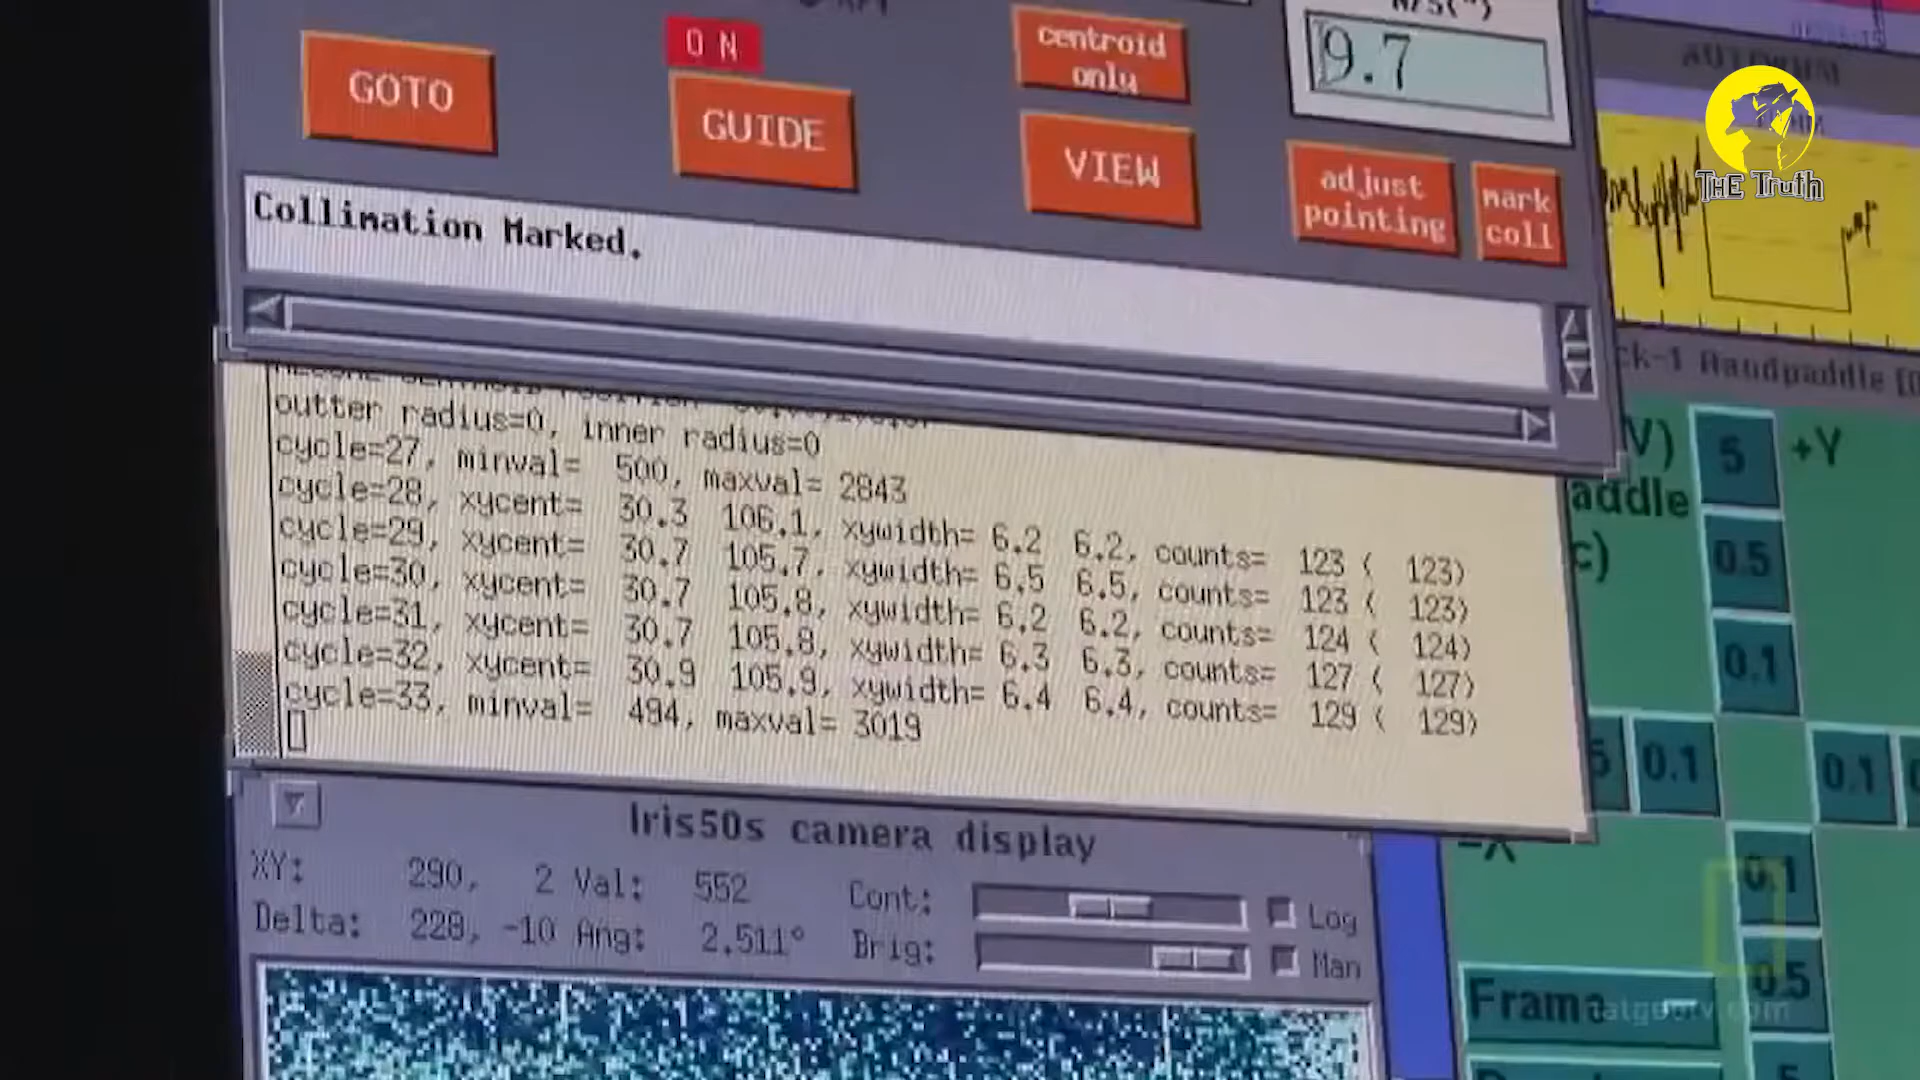 N/S(")
ON
centroid
only
9.7
GOTO
GUIDE
VIEW
adjust
pointing
mark
coll
THE Truth
Collimation Marked.
outter radius=0, inner radius=0
cycle=27, minval= 500, maxval= 2843
cycle=28, xycent= 30.3 106.1, xywidth= 6.2 6.2, counts= 123 ( 123)
cycle=29, xycent= 30.7 105.7, xywidth= 6.5 6.5, counts= 123 ( 123)
cycle=30, xycent= 30.7 105.8, xywidth= 6.2 6.2, counts= 124 ( 124)
cycle=31, xycent= 30.7 105.8, xywidth= 6.3 6.3, counts= 127 ( 127)
cycle=32, xycent= 30.9 105.9, xywidth= 6.4 6.4, counts= 129 ( 129)
cycle=33, minval= 494, maxval= 3019
Iris50s camera display
XY: 290, 2 Val: 552
Cont:
Log
Delta: 228, -10 Ang: 2.511°
Brig:
Man
5 +Y
0.5
0.1
5 0.1 0.1
-X
0.1
0.5
Frame
5